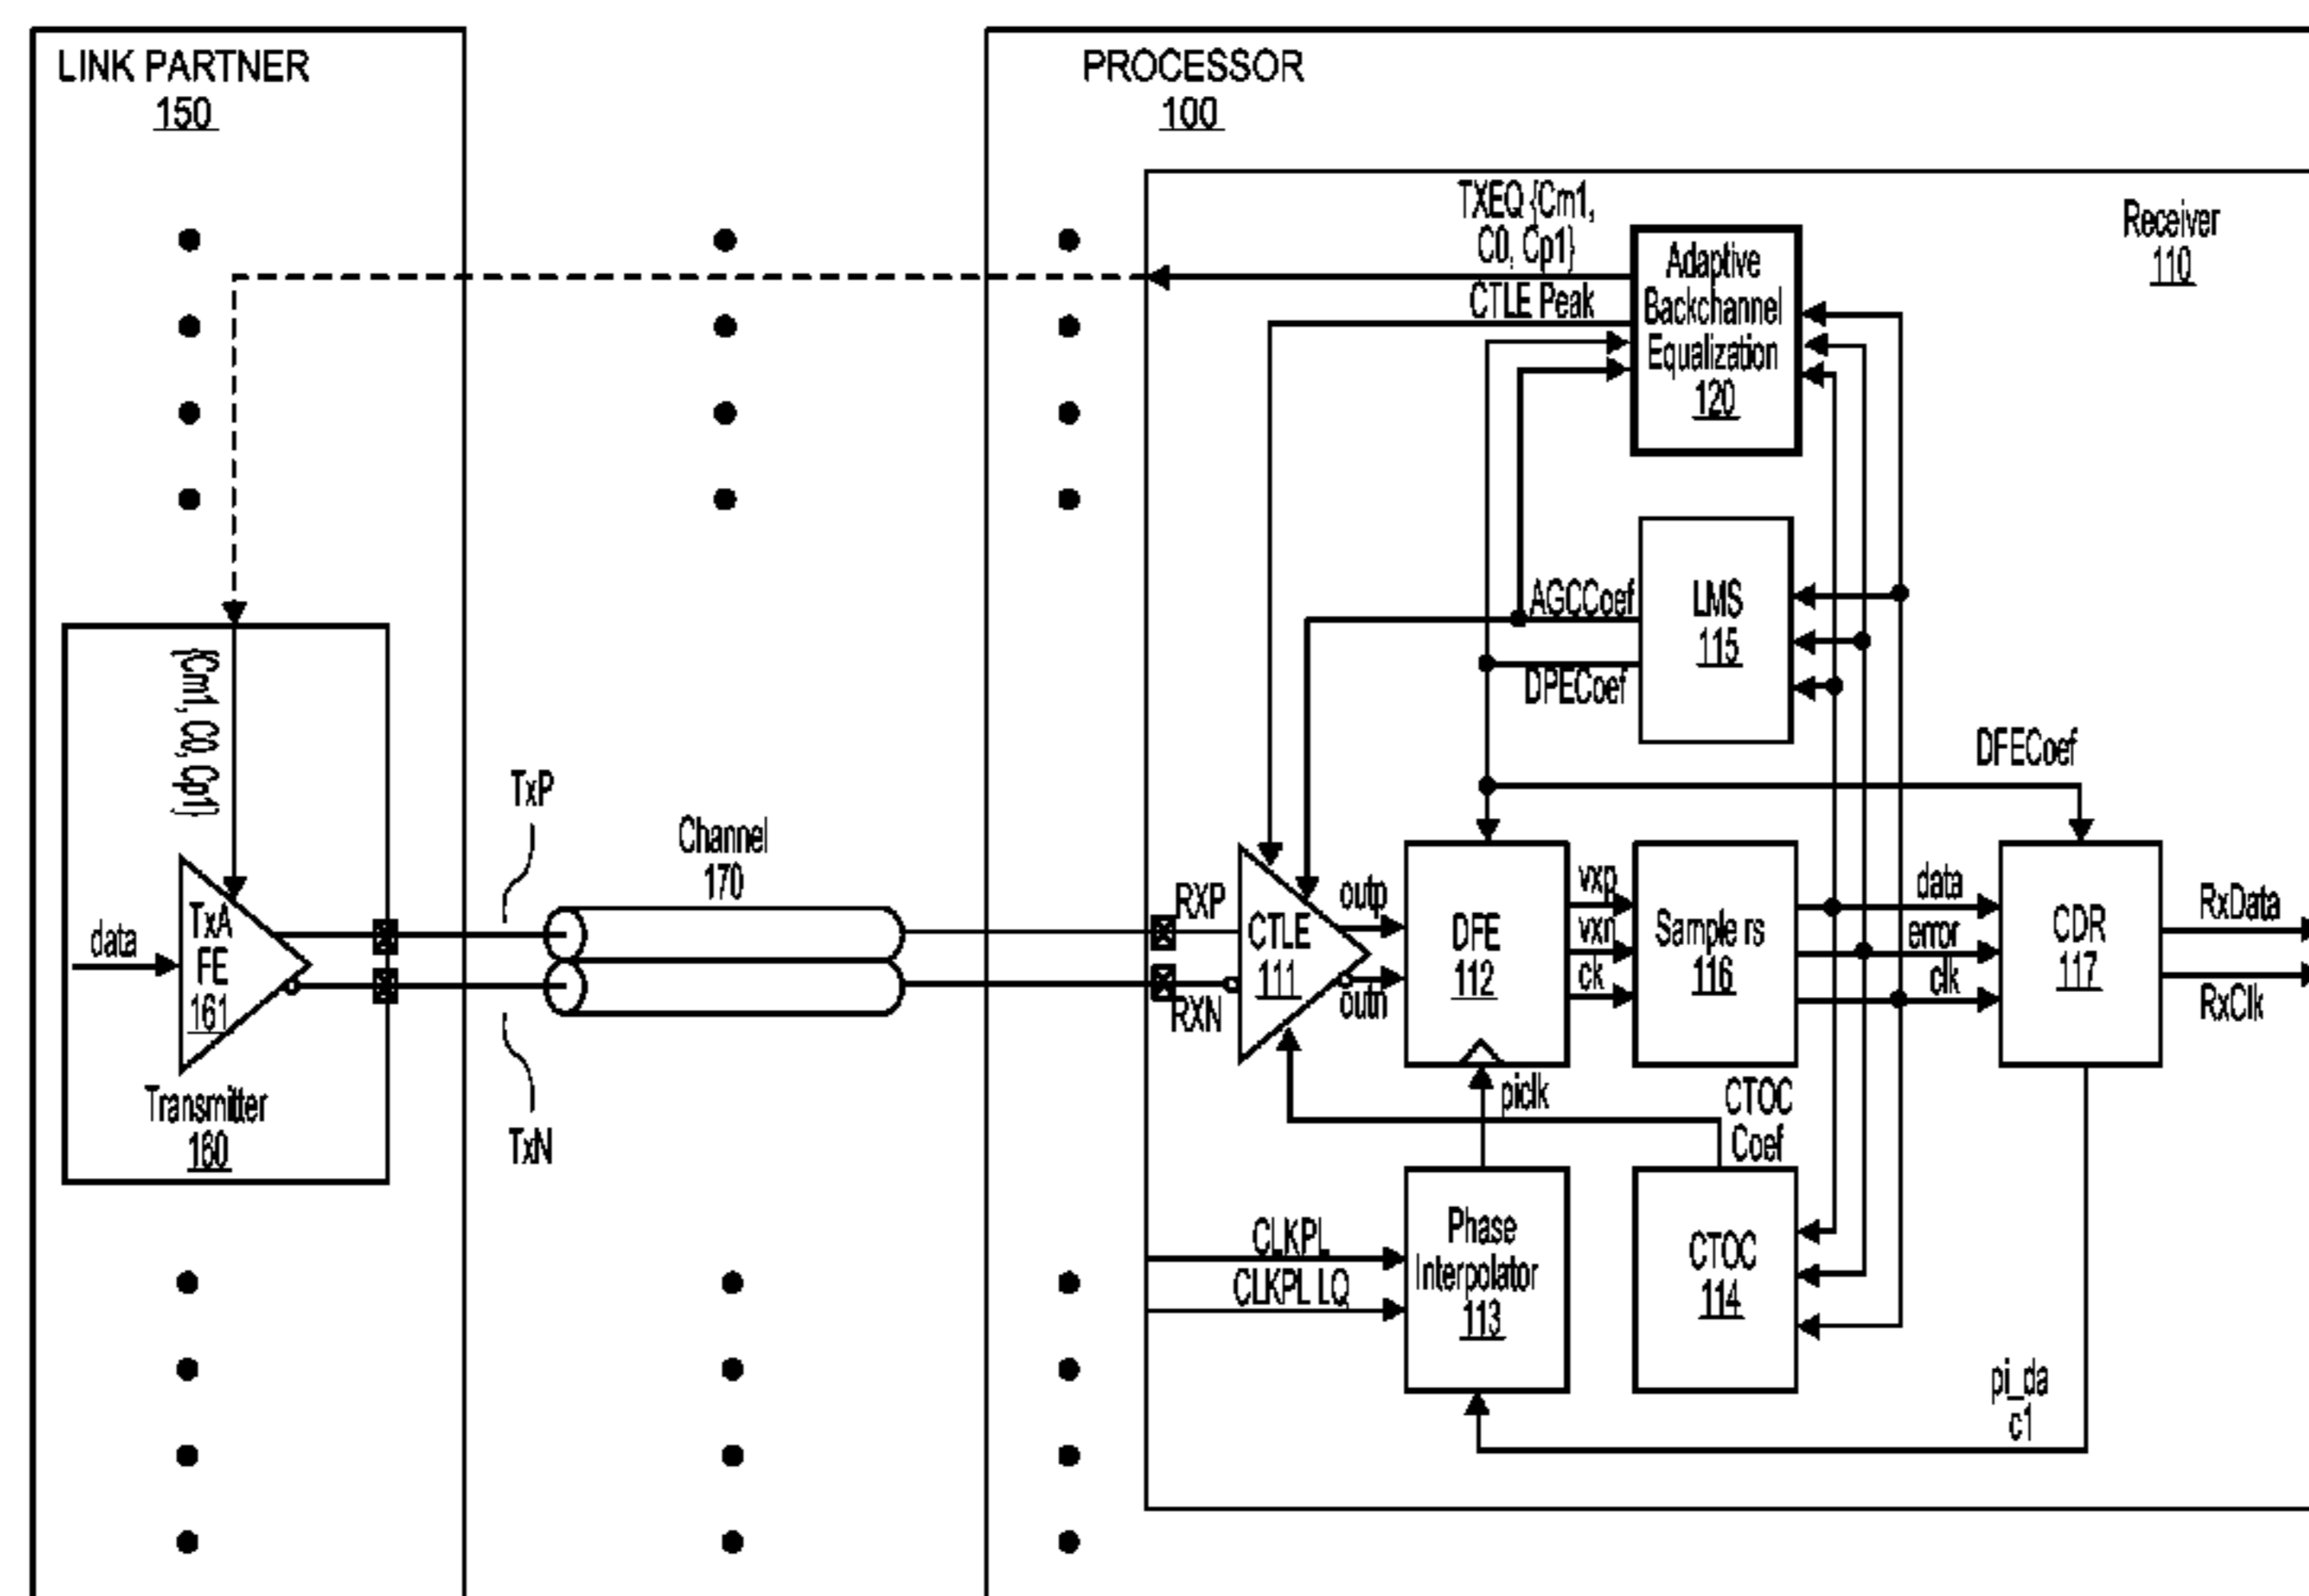 LINK PARTNER
150
PROCESSOR
100
TXEQ {Cm1,
C0, Cp1}
CTLE Peak
Adaptive
Backchannel
Equalization
120
Receiver
110
LMS
115
AGCCoef
DPECoef
DFECoef
{Cm1, C0, Cp1}
data
TxA
FE
161
Transmitter
160
TxP
TxN
Channel
170
RXP
RXN
CTLE
111
outp
outn
DFE
112
vxp
vxn
ck
Sample rs
116
data
error
clk
CDR
117
RxData
RxClk
piclk
CTOC
Coef
CLKPL
CLKPL LQ
Phase
Interpolator
113
CTOC
114
pi_da
c1